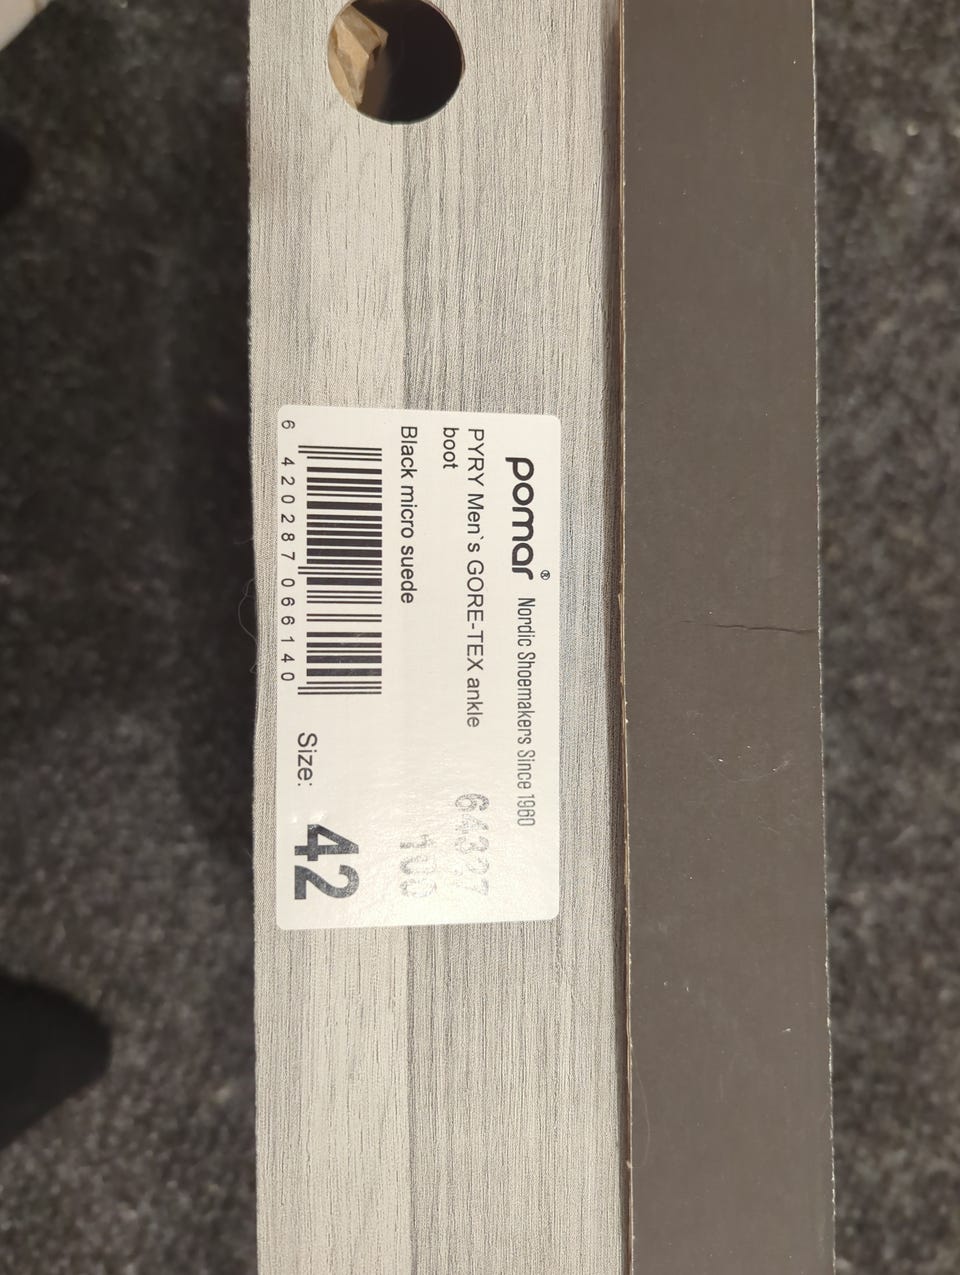 pomar® Nordic Shoemakers Since 1960
PYRY Men`s GORE-TEX ankle
boot
64327
Black micro suede
100
6 420287 066140
Size: 42